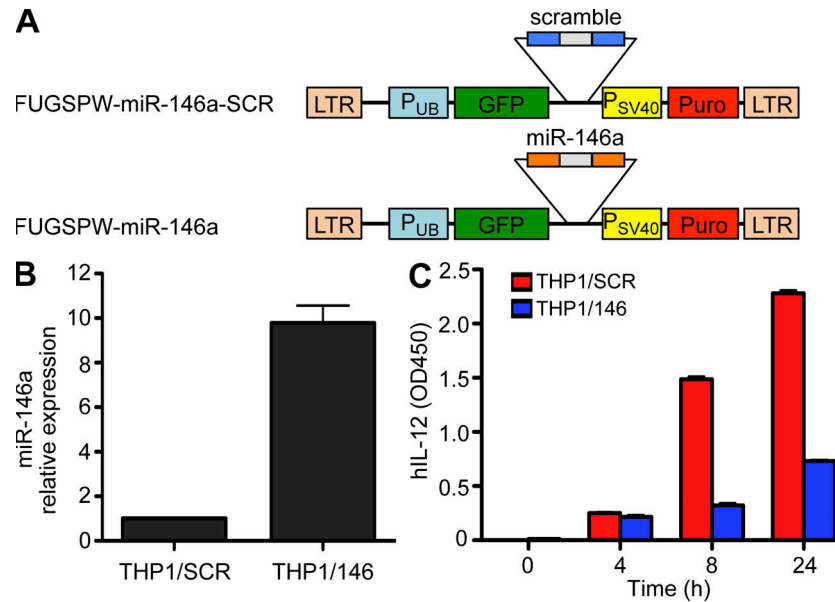 A
scramble
FUGSPW-miR-146a-SCR
LTR PUB GFP PSV40 Puro LTR
miR-146a
FUGSPW-miR-146a
LTR PUB GFP PSV40 Puro LTR
B
miR-146a
relative expression
12
10
8
6
4
2
0
THP1/SCR THP1/146
C
hIL-12 (OD450)
2.5
2.0
1.5
1.0
0.5
0
THP1/SCR
THP1/146
0 4 8 24
Time (h)